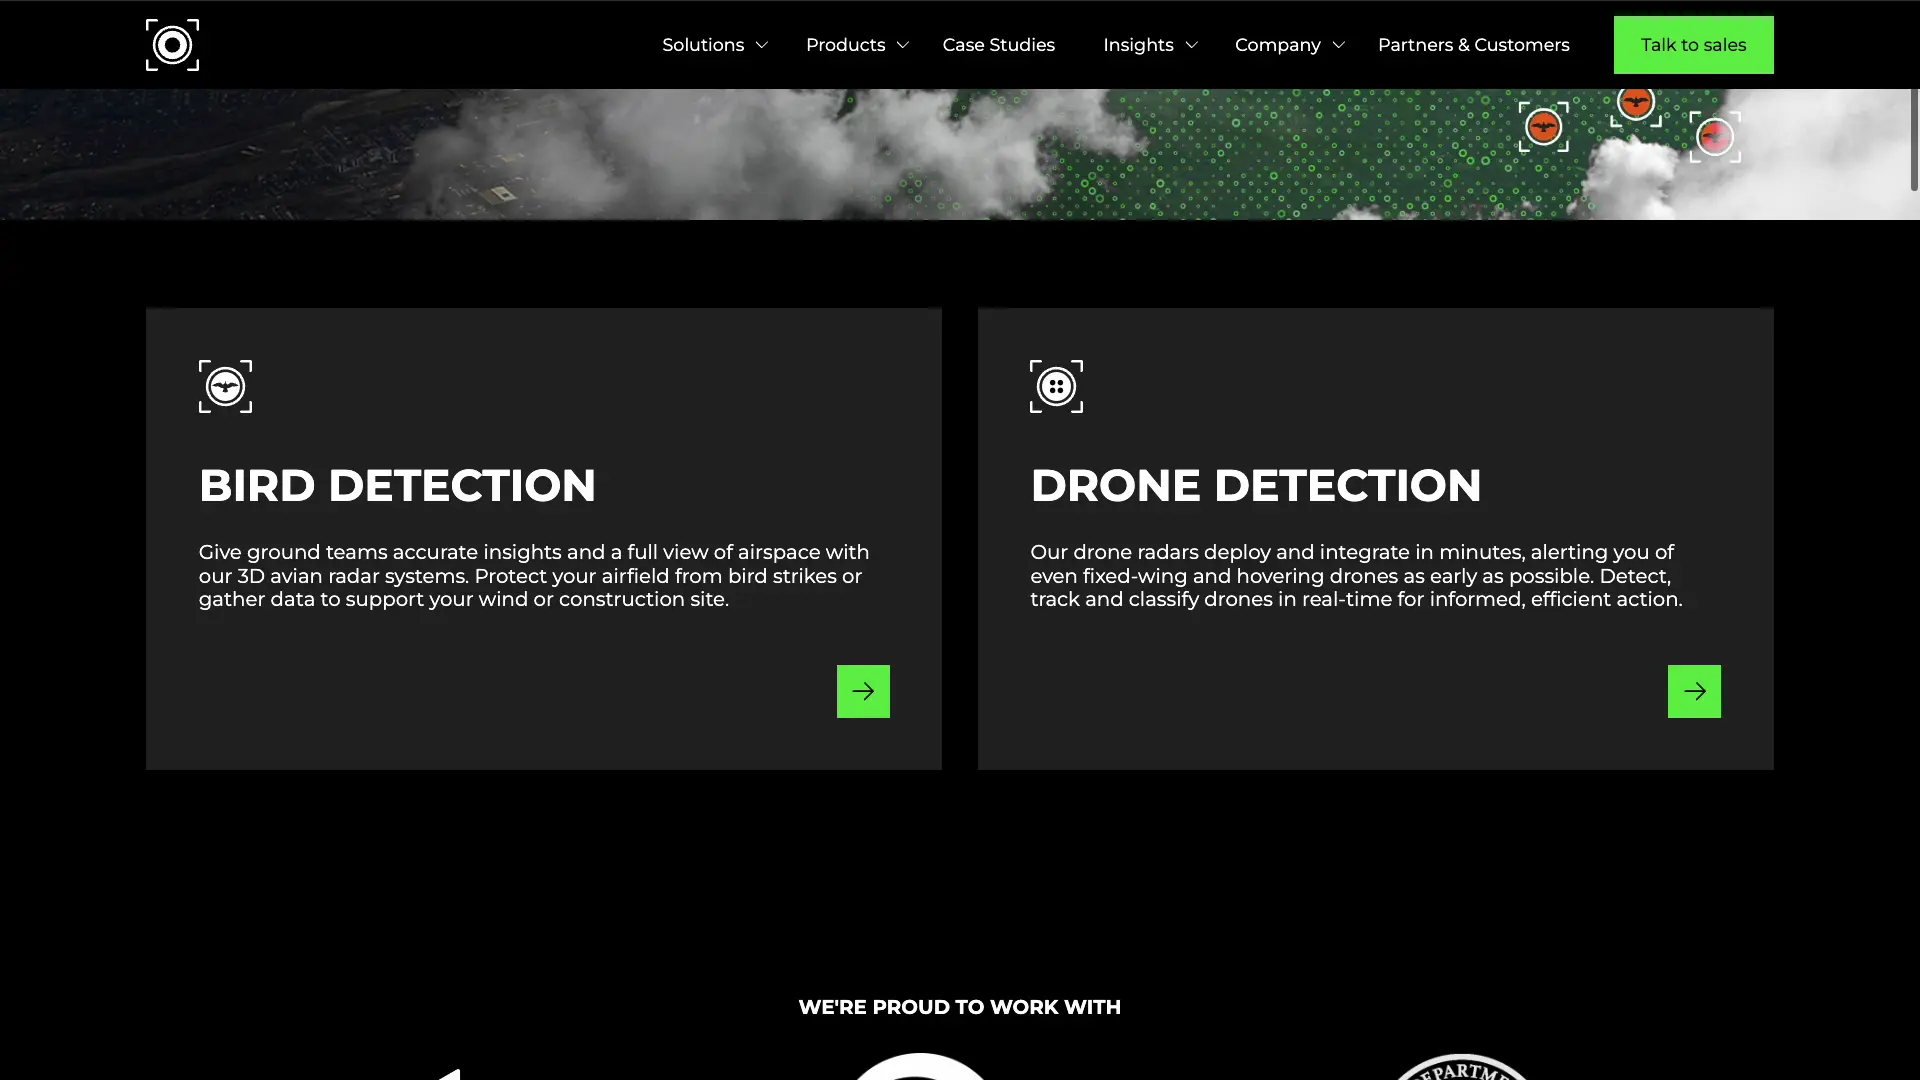 Solutions
Products
Case Studies
Insights
Company
Partners & Customers
Talk to sales
BIRD DETECTION
Give ground teams accurate insights and a full view of airspace with
our 3D avian radar systems. Protect your airfield from bird strikes or
gather data to support your wind or construction site.
DRONE DETECTION
Our drone radars deploy and integrate in minutes, alerting you of
even fixed-wing and hovering drones as early as possible. Detect,
track and classify drones in real-time for informed, efficient action.
WE'RE PROUD TO WORK WITH